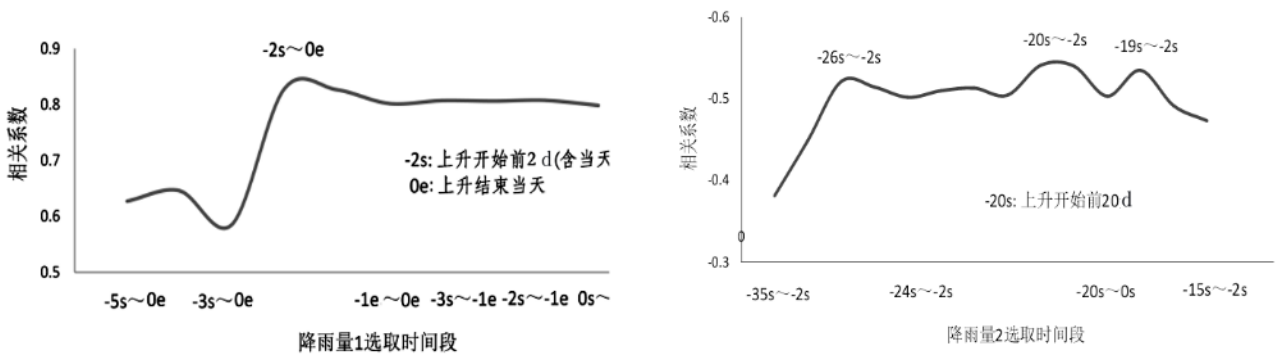 0.9
0.8
0.7
0.6
0.5
相关系数
-2s～0e
-2s: 上升开始前2 d(含当天
0e: 上升结束当天
-5s～0e
-3s～0e
-1e～0e
-3s～-1e
-2s～-1e
0s～
降雨量1选取时间段
-0.6
-0.5
-0.4
-0.3
0
相关系数
-26s～-2s
-20s～-2s
-19s～-2s
-20s: 上升开始前20 d
-35s～-2s
-24s～-2s
-20s～0s
-15s～-2s
降雨量2选取时间段